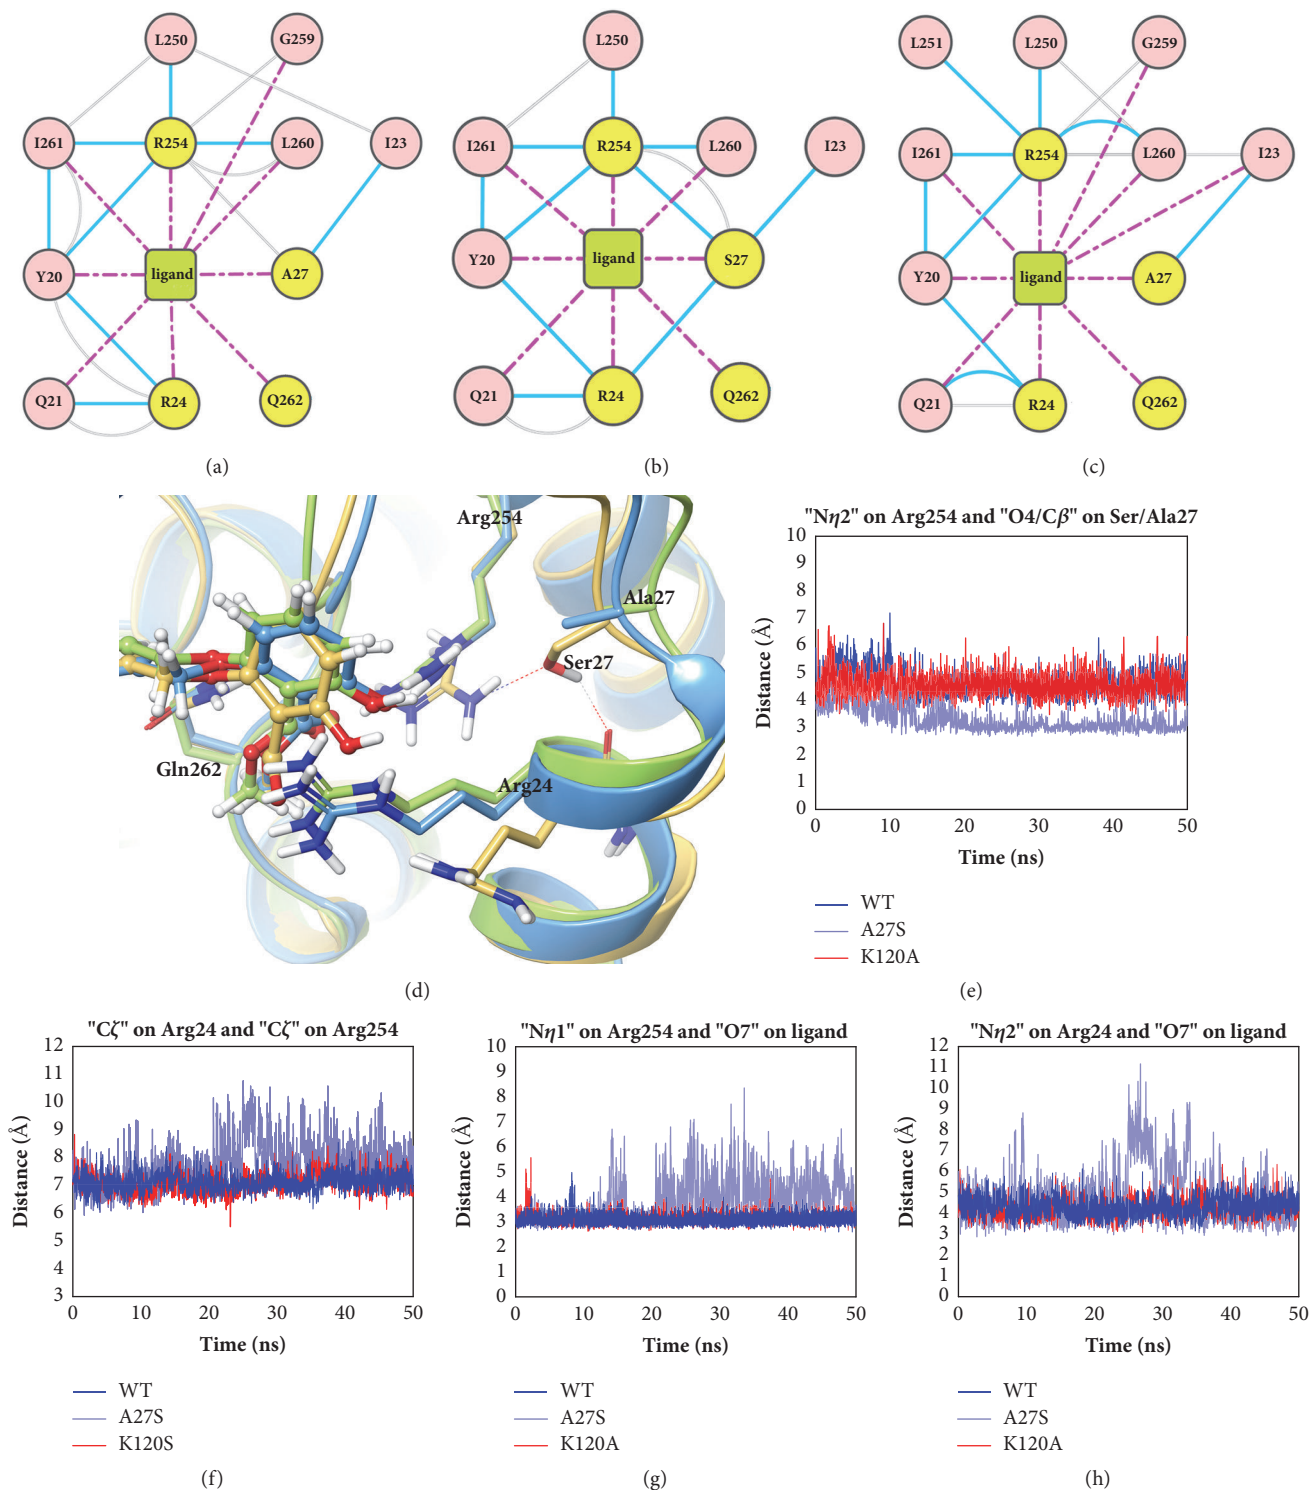 L250
G259
I261
R254
L260
I23
Y20
ligand
A27
Q21
R24
Q262
(a)
L250
I261
R254
L260
I23
Y20
ligand
S27
Q21
R24
Q262
(b)
L251
L250
G259
I261
R254
L260
I23
Y20
ligand
A27
Q21
R24
Q262
(c)
Arg254
Ala27
Ser27
Gln262
Arg24
(d)
"Nη2" on Arg254 and "O4/Cβ" on Ser/Ala27
10
9
8
7
6
5
4
3
2
1
0
Distance (Å)
0 10 20 30 40 50
Time (ns)
WT
A27S
K120A
(e)
"Cζ" on Arg24 and "Cζ" on Arg254
12
11
10
9
8
7
6
5
4
3
Distance (Å)
0 10 20 30 40 50
Time (ns)
WT
A27S
K120S
(f)
"Nη1" on Arg254 and "O7" on ligand
10
9
8
7
6
5
4
3
2
1
0
Distance (Å)
0 10 20 30 40 50
Time (ns)
WT
A27S
K120A
(g)
"Nη2" on Arg24 and "O7" on ligand
12
11
10
9
8
7
6
5
4
3
2
1
0
Distance (Å)
0 10 20 30 40 50
Time (ns)
WT
A27S
K120A
(h)